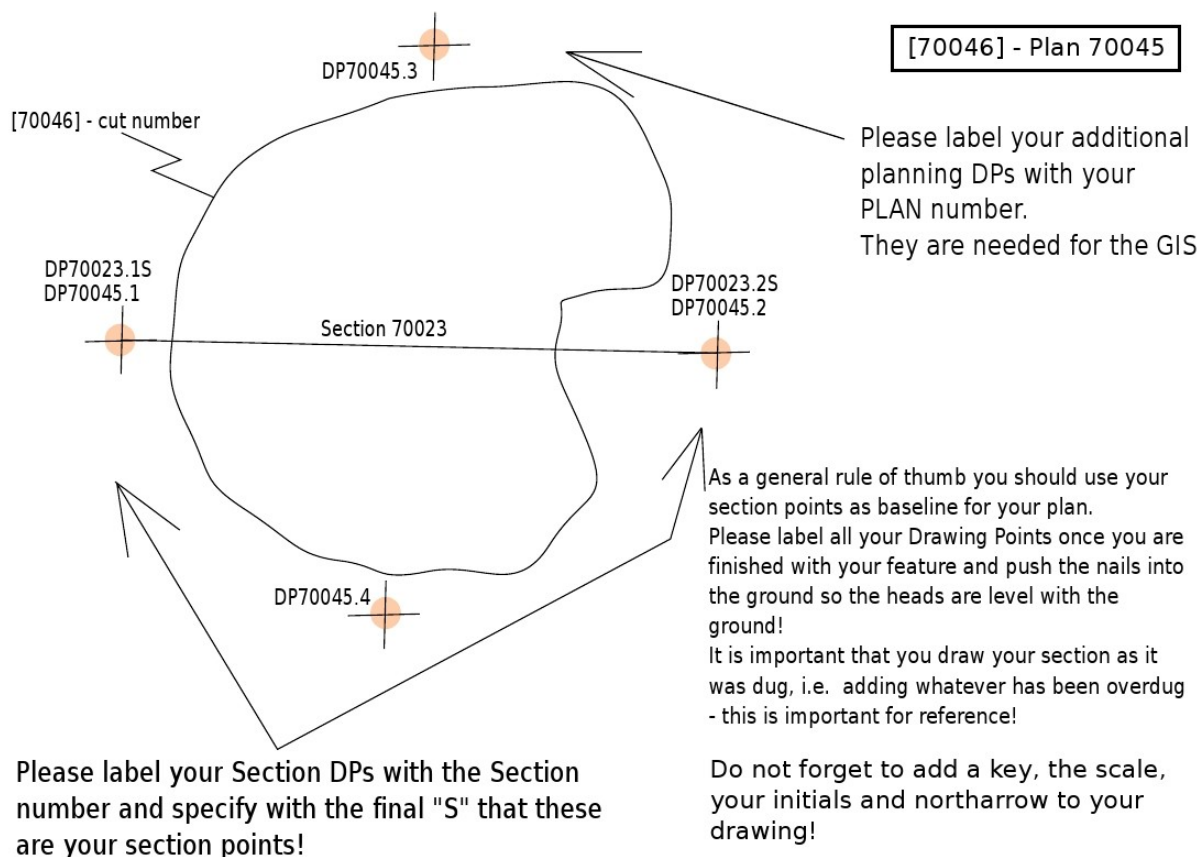 [70046] - Plan 70045
DP70045.3
[70046] - cut number
Please label your additional
planning DPs with your
PLAN number.
They are needed for the GIS
DP70023.1S
DP70045.1
DP70023.2S
DP70045.2
Section 70023
As a general rule of thumb you should use your
section points as baseline for your plan.
Please label all your Drawing Points once you are
finished with your feature and push the nails into
the ground so the heads are level with the
ground!
It is important that you draw your section as it
was dug, i.e. adding whatever has been overdug
- this is important for reference!
DP70045.4
Please label your Section DPs with the Section
number and specify with the final "S" that these
are your section points!
Do not forget to add a key, the scale,
your initials and northarrow to your
drawing!